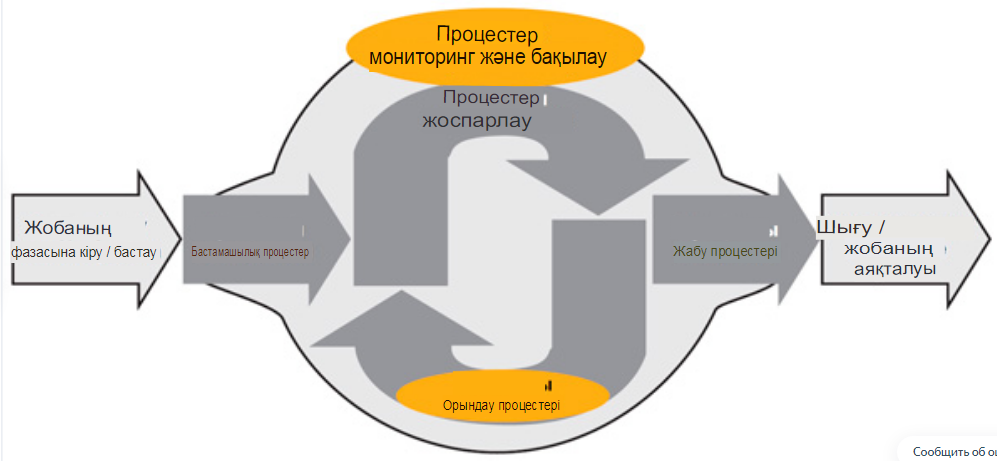 Процестер
мониторинг және бақылау
Процестер
жоспарлау
Жобаның
фазасына кіру / бастау
Бастамашылық процестер
Жабу процестері
Шығу /
жобаның
аяқталуы
Орындау процестері
Сообщить об